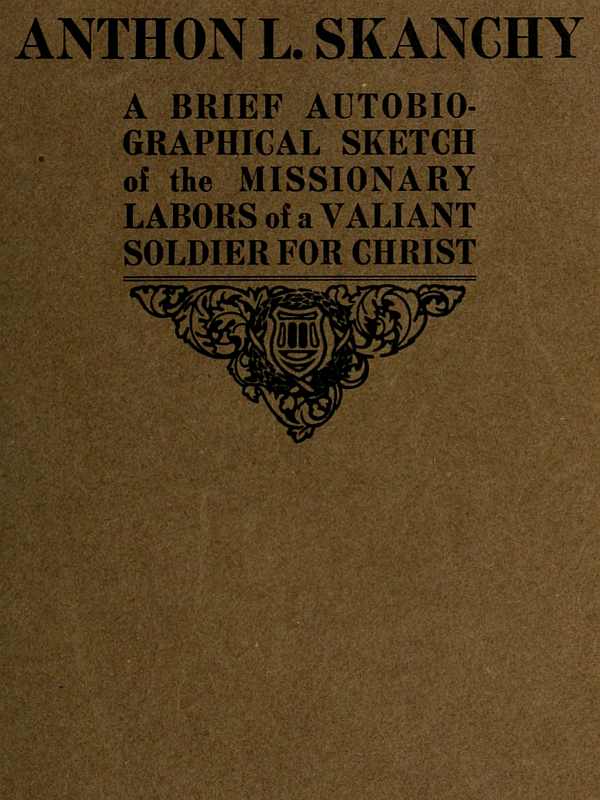 ANTHON L. SKANCHY
A BRIEF AUTOBIO-
GRAPHICAL SKETCH
of the MISSIONARY
LABORS of a VALIANT
SOLDIER FOR CHRIST